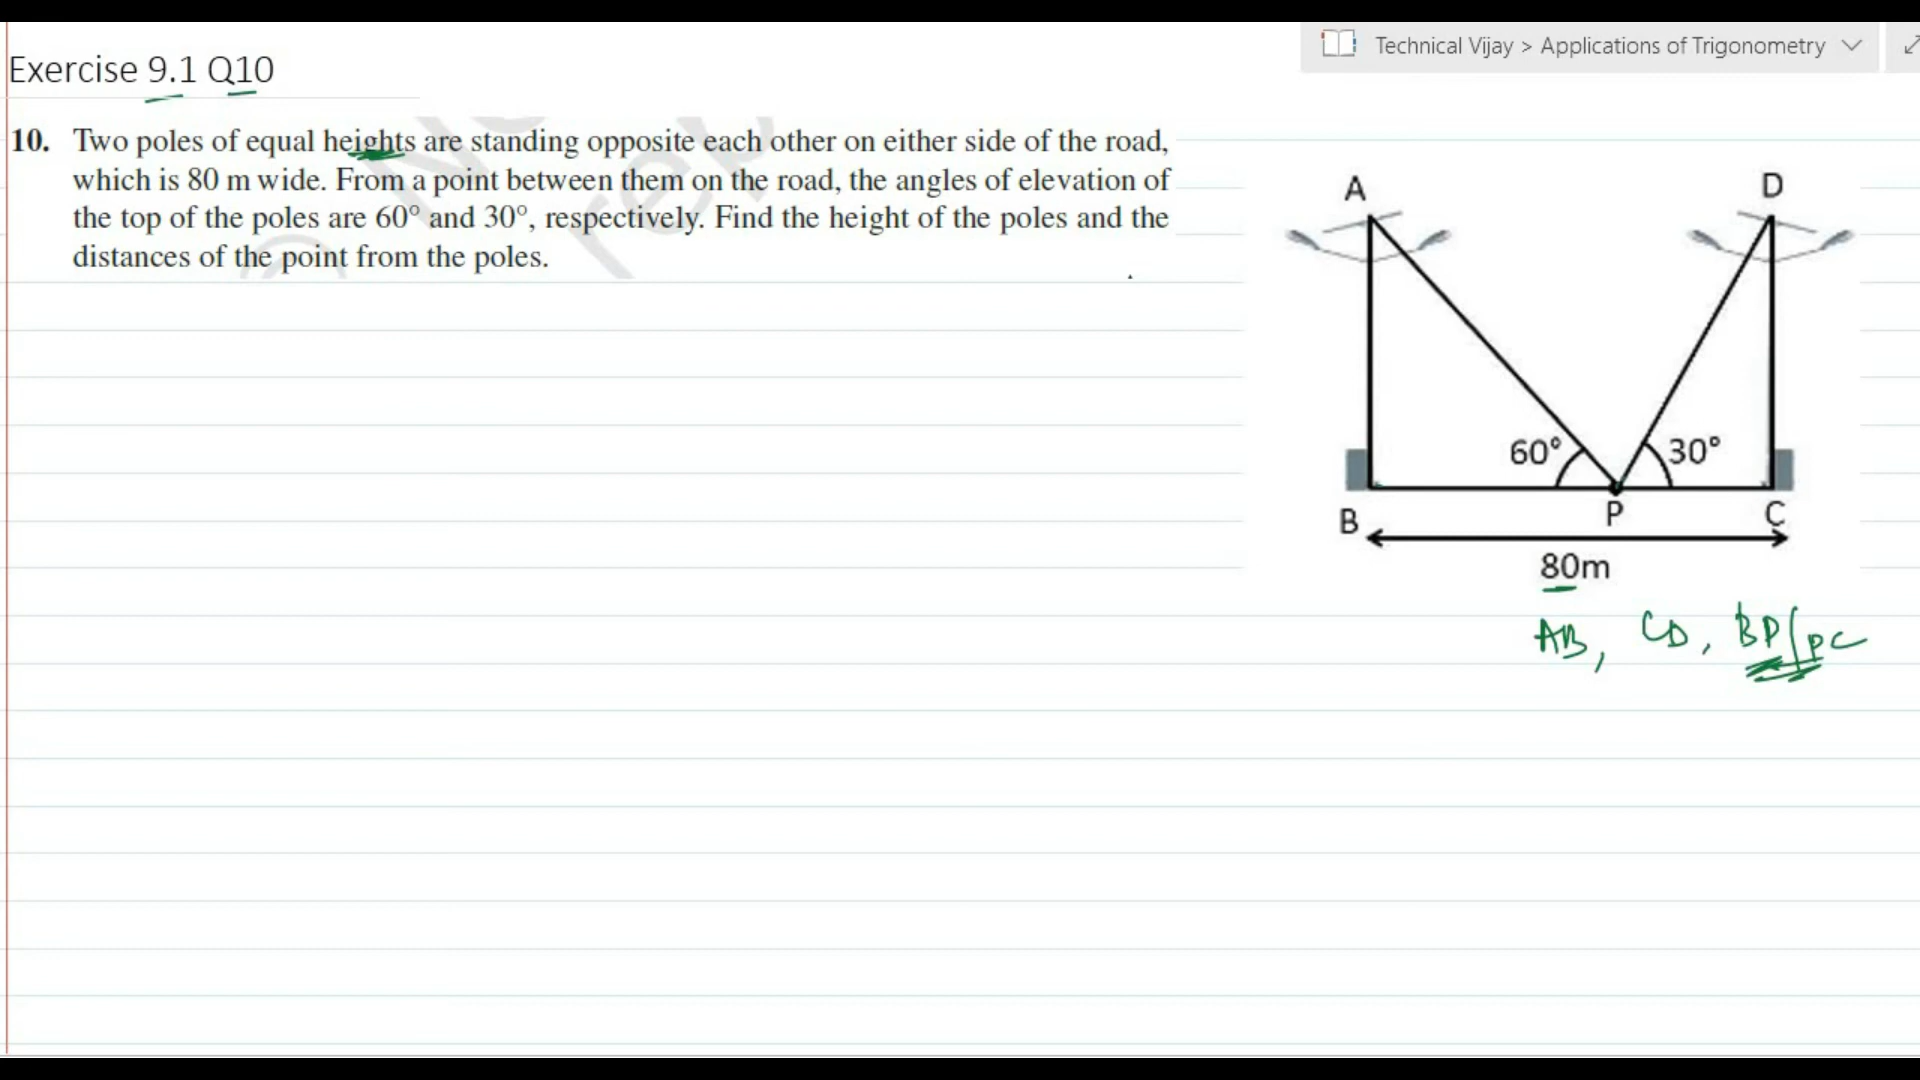 Technical Vijay > Applications of Trigonometry
Exercise 9.1 Q10
10. Two poles of equal heights are standing opposite each other on either side of the road,
which is 80 m wide. From a point between them on the road, the angles of elevation of
the top of the poles are 60° and 30°, respectively. Find the height of the poles and the
distances of the point from the poles.
A
D
60°
30°
B
P
C
80m
AB, CD, BP/PC